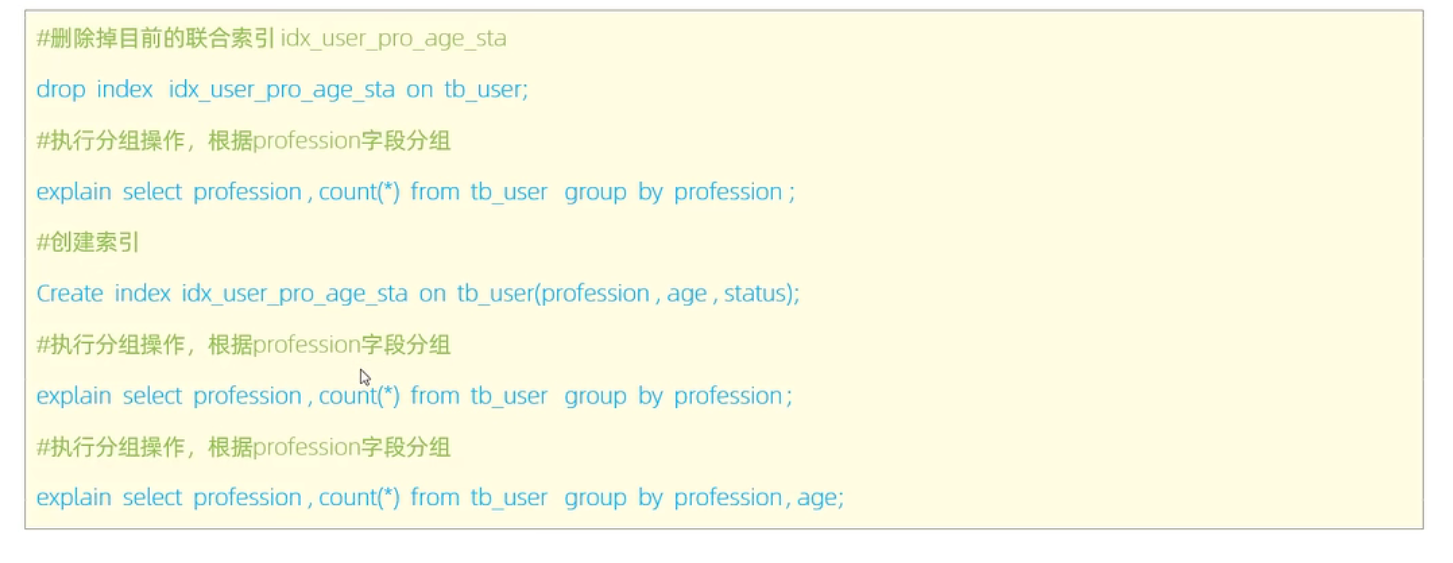 #删除掉目前的联合索引 idx_user_pro_age_sta
drop index idx_user_pro_age_sta on tb_user;
#执行分组操作，根据profession字段分组
explain select profession , count(*) from tb_user group by profession ;
#创建索引
Create index idx_user_pro_age_sta on tb_user(profession , age , status);
#执行分组操作，根据profession字段分组
explain select profession , count(*) from tb_user group by profession ;
#执行分组操作，根据profession字段分组
explain select profession , count(*) from tb_user group by profession , age;